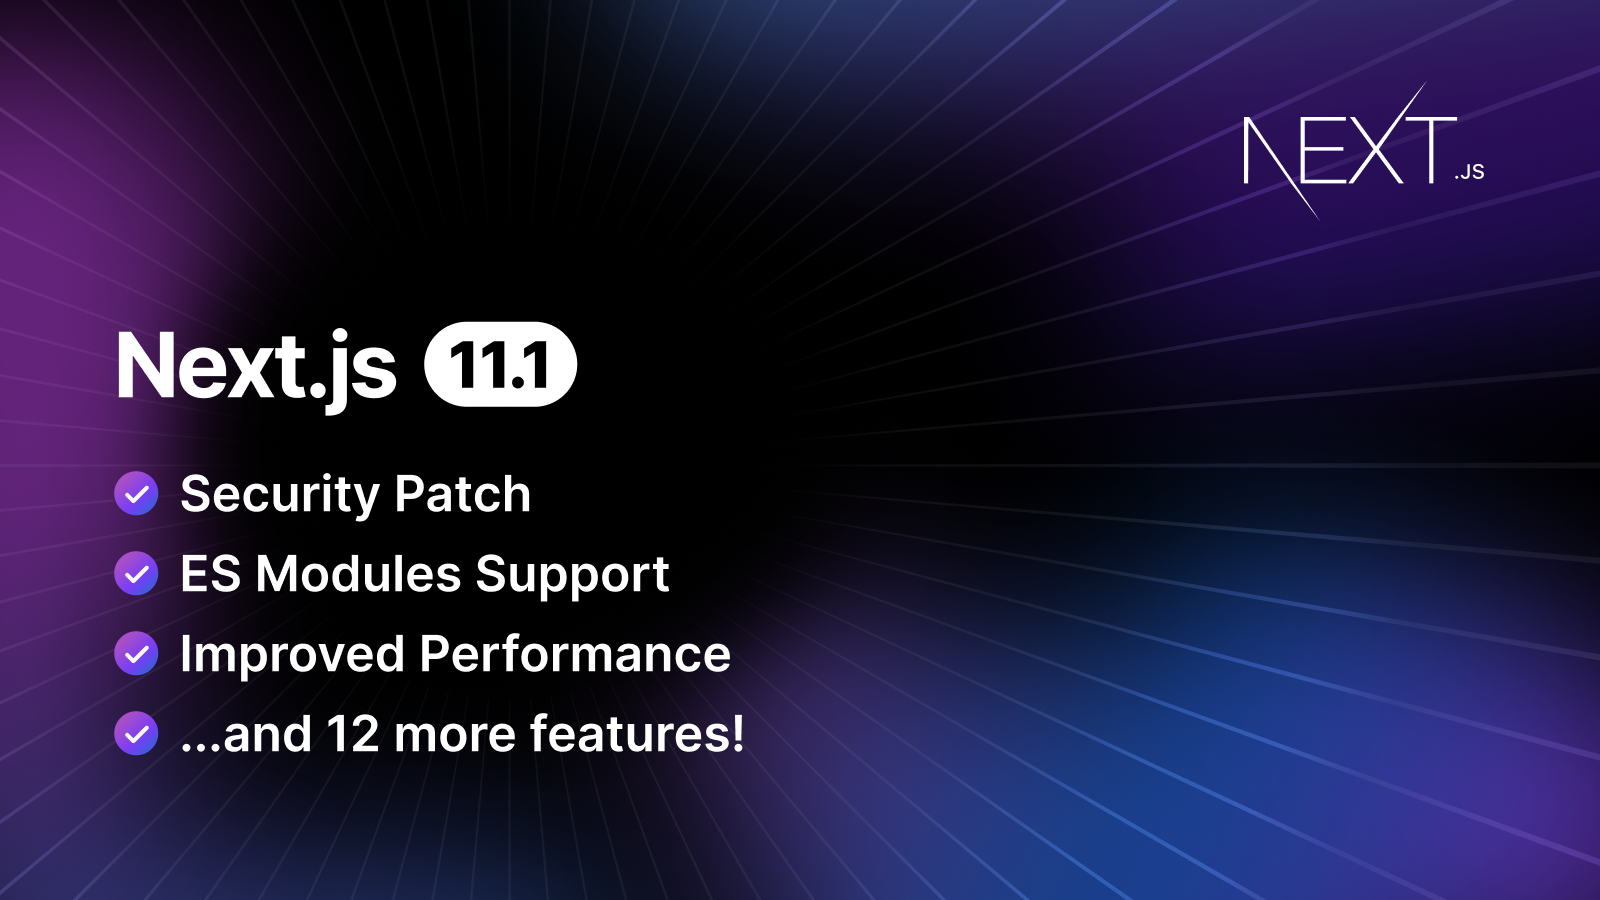 NEXT.JS
Next.js 11.1
Security Patch
ES Modules Support
Improved Performance
...and 12 more features!